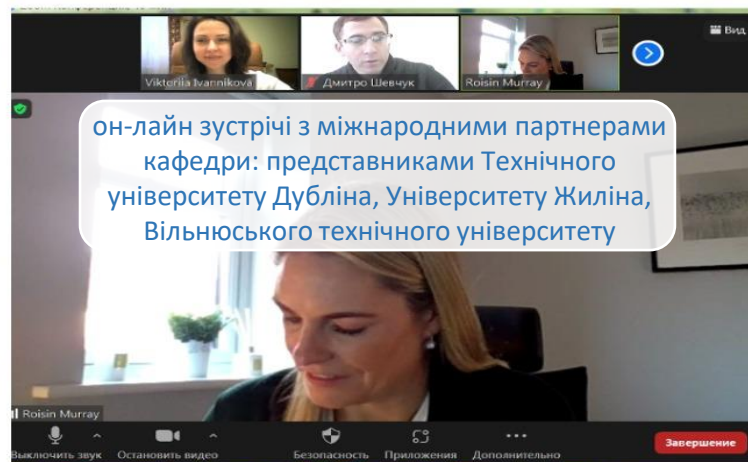 Вид
Viktoriia Ivannikova
Дмитро Шевчук
Roisin Murray
он-лайн зустрічі з міжнародними партнерами
кафедри: представниками Технічного
університету Дубліна, Університету Жиліна,
Вільнюського технічного університету
Roisin Murray
Выключить звук Остановить видео Безопасность Приложения Дополнительно Завершение